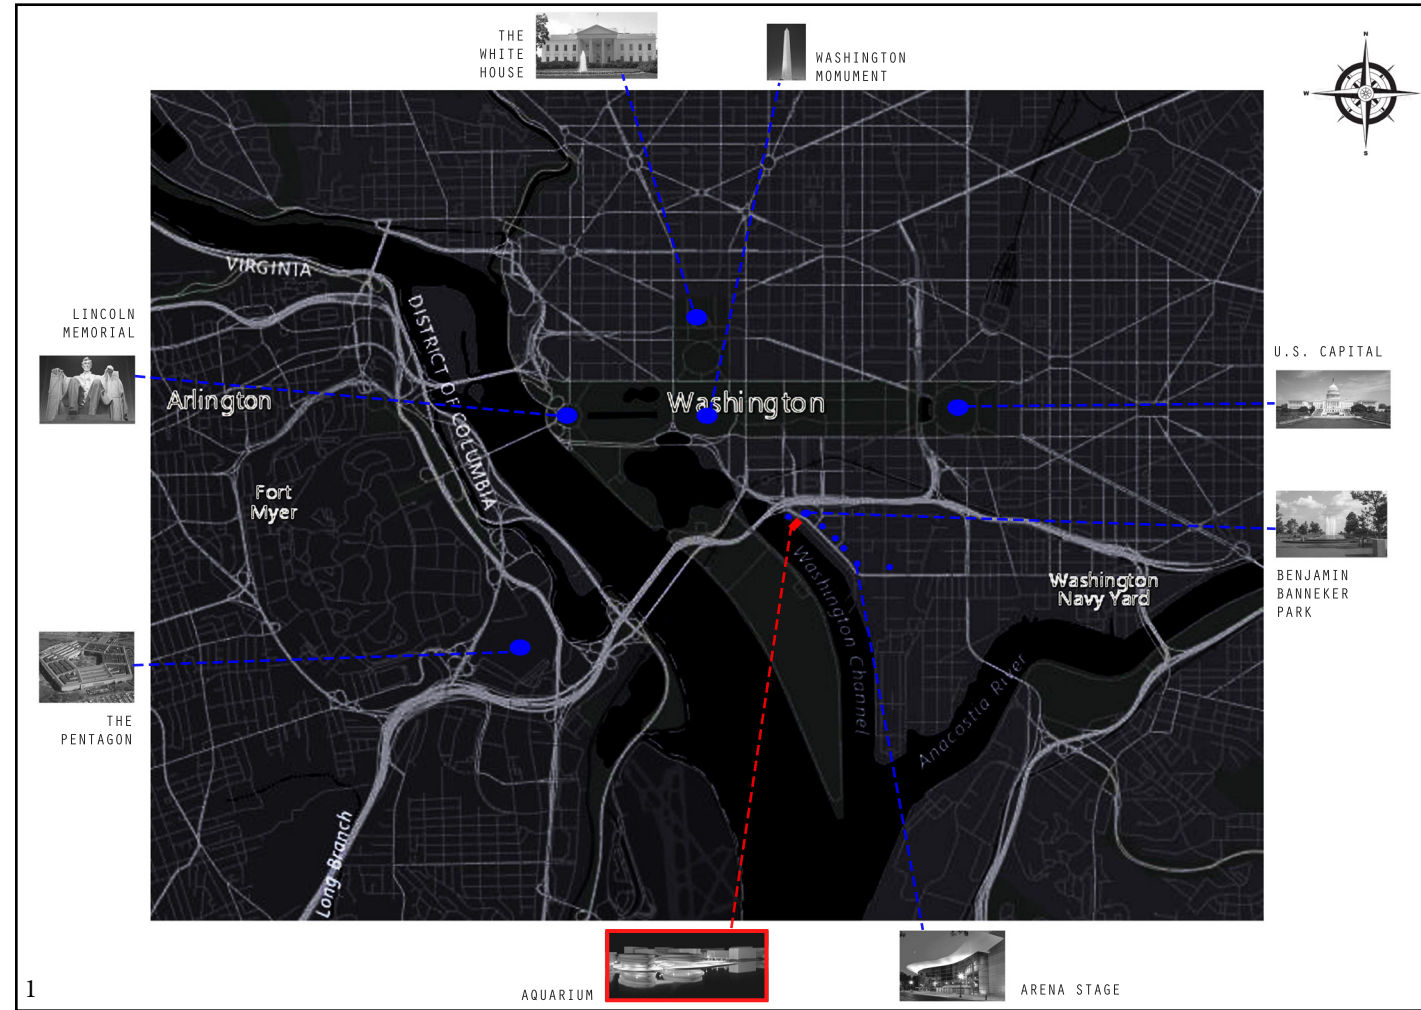 THE
WHITE
HOUSE
WASHINGTON
MOMUMENT
N
W
S
VIRGINIA
DISTRICT OF COLUMBIA
LINCOLN
MEMORIAL
Arlington
Washington
U.S. CAPITAL
Fort
Myer
Washington Channel
Washington
Navy Yard
BENJAMIN
BANNEKER
PARK
Anacostia River
THE
PENTAGON
Long Branch
AQUARIUM
ARENA STAGE
1